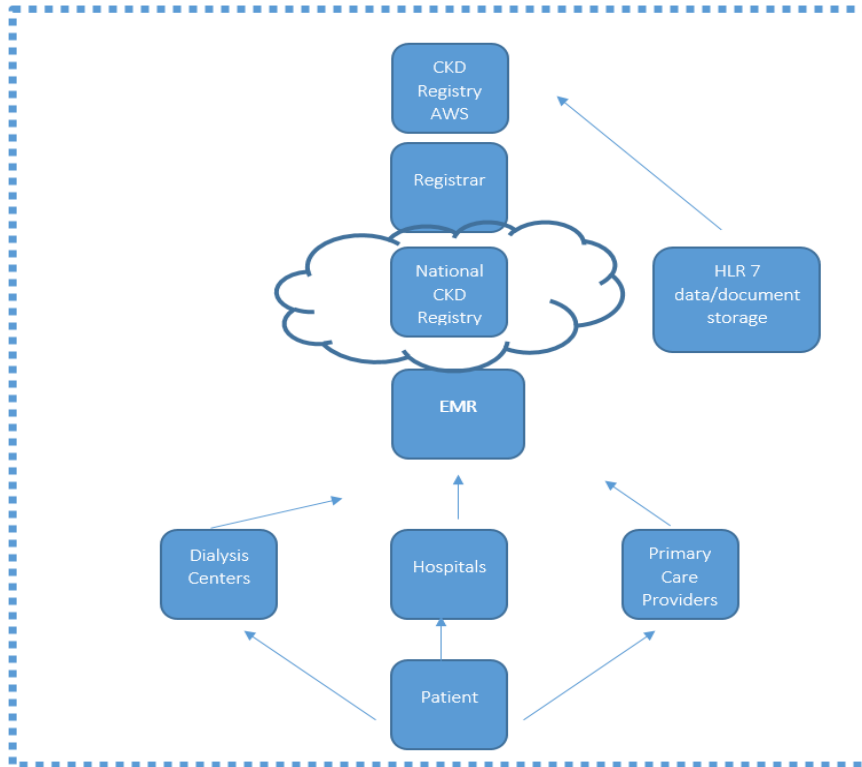 CKD
Registry
AWS
Registrar
National
CKD
Registry
HLR 7
data/document
storage
EMR
Dialysis
Centers
Hospitals
Primary
Care
Providers
Patient